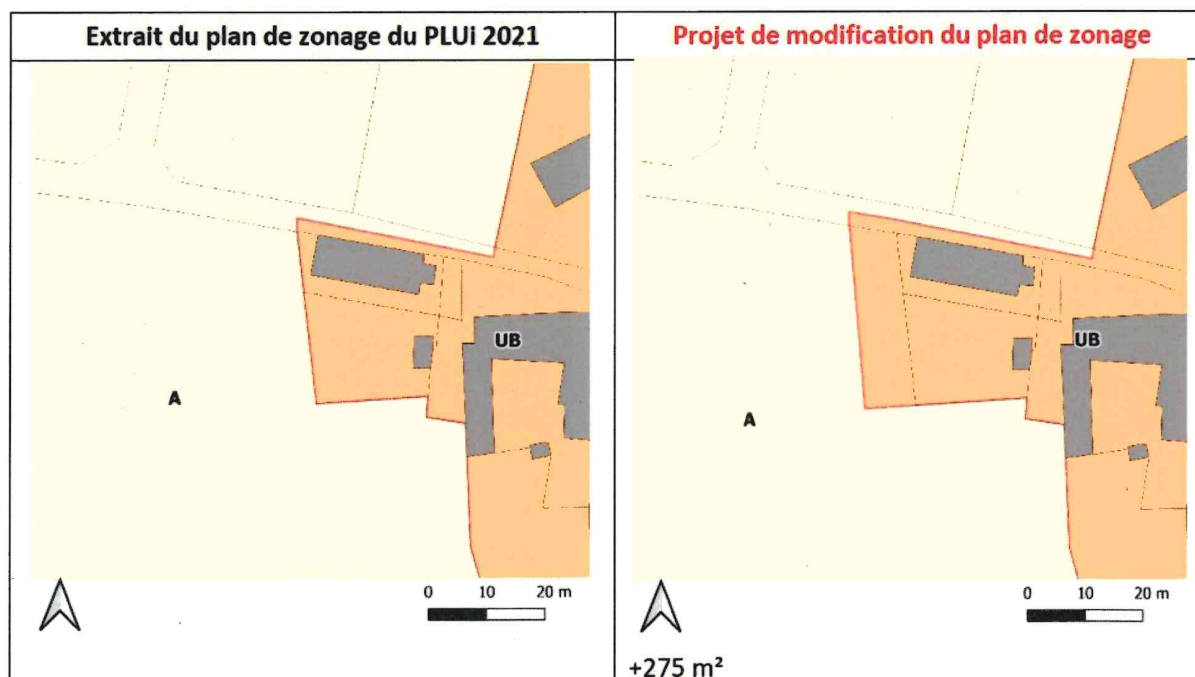 Extrait du plan de zonage du PLUi 2021
Projet de modification du plan de zonage
UB
A
0 10 20 m
UB
A
0 10 20 m
+275 m²